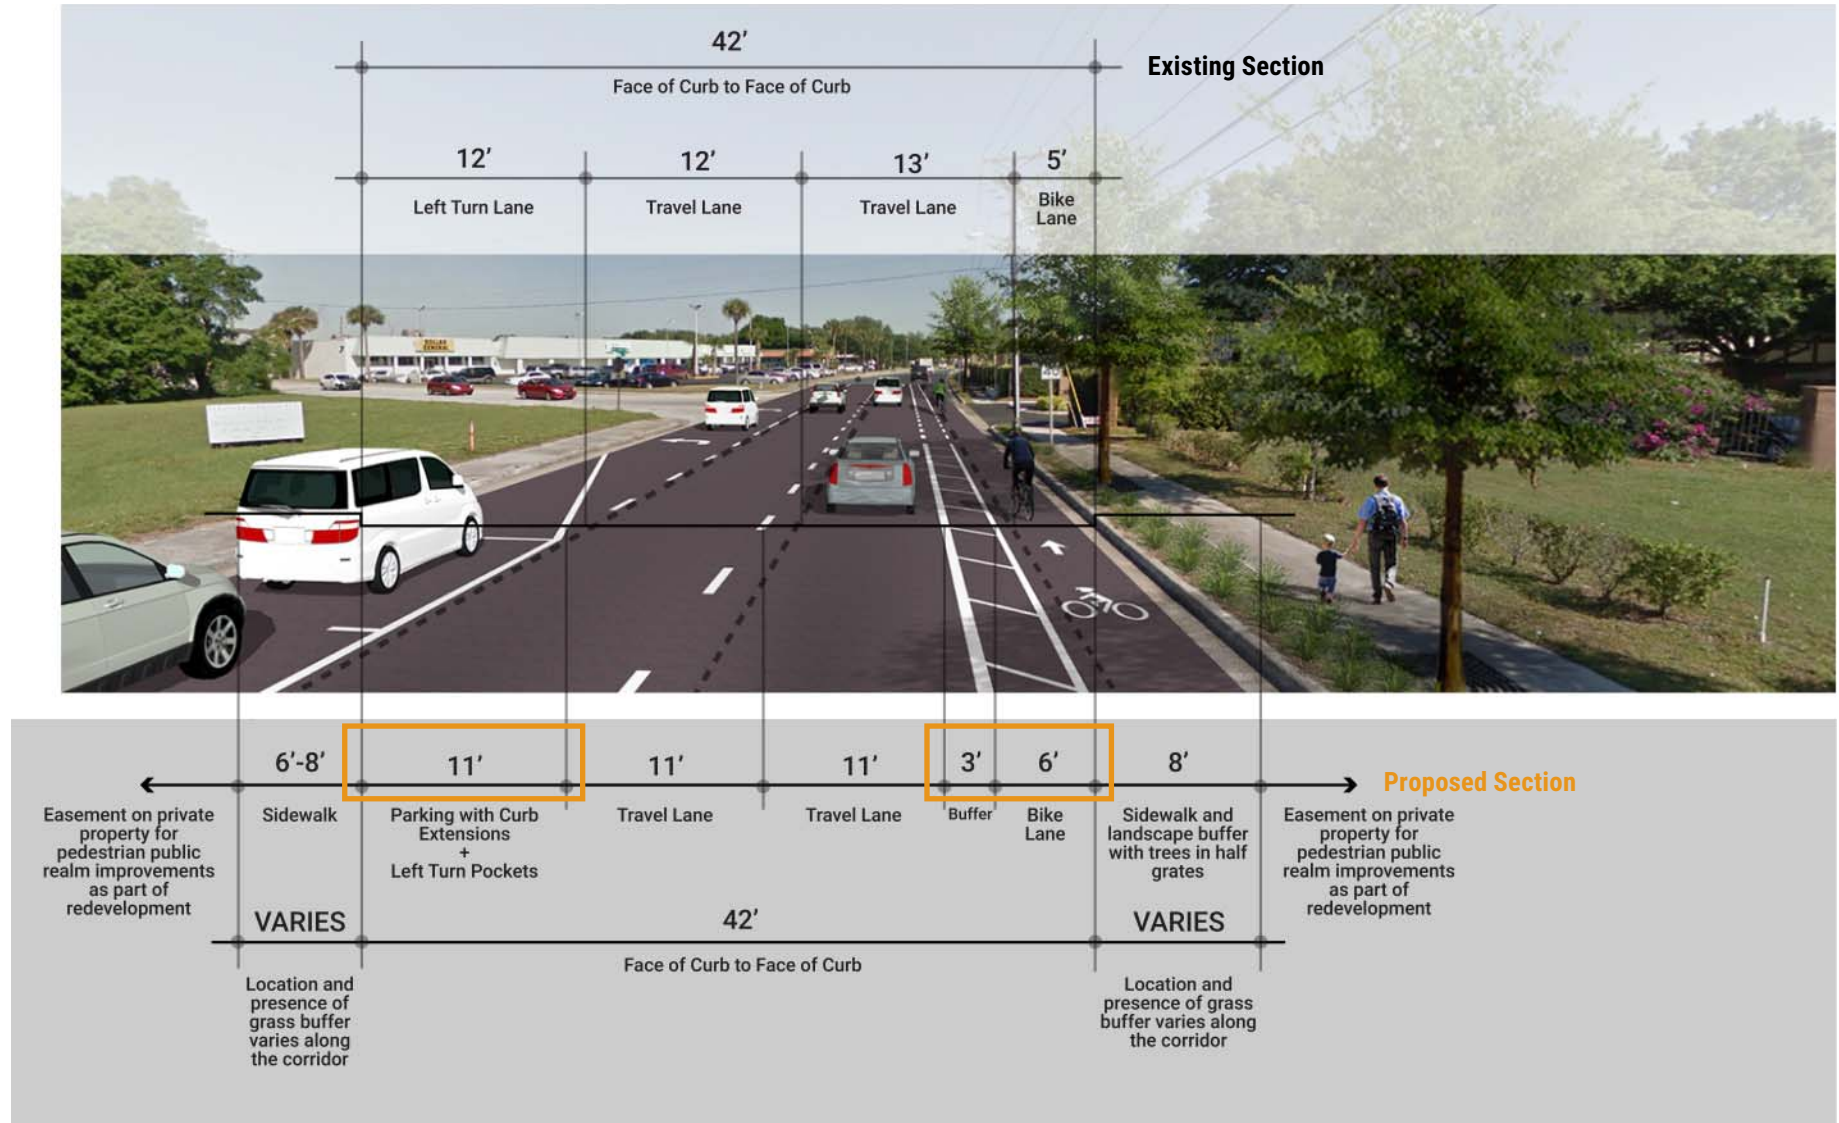 42’
Existing Section
Face of Curb to Face of Curb
12’ 12’ 13’ 5’
Left Turn Lane Travel Lane Travel Lane Bike
Lane
DOLLAR
GENERAL
6’-8’ 11’ 11’ 11’ 3’ 6’ 8’
Proposed Section
Easement on private
property for
pedestrian public
realm improvements
as part of
redevelopment
Sidewalk
Parking with Curb
Extensions
+
Left Turn Pockets
Travel Lane
Travel Lane
Buffer
Bike
Lane
Sidewalk and
landscape buffer
with trees in half
grates
Easement on private
property for
pedestrian public
realm improvements
as part of
redevelopment
VARIES 42’ VARIES
Face of Curb to Face of Curb
Location and
presence of
grass buffer
varies along
the corridor
Location and
presence of grass
buffer varies along
the corridor